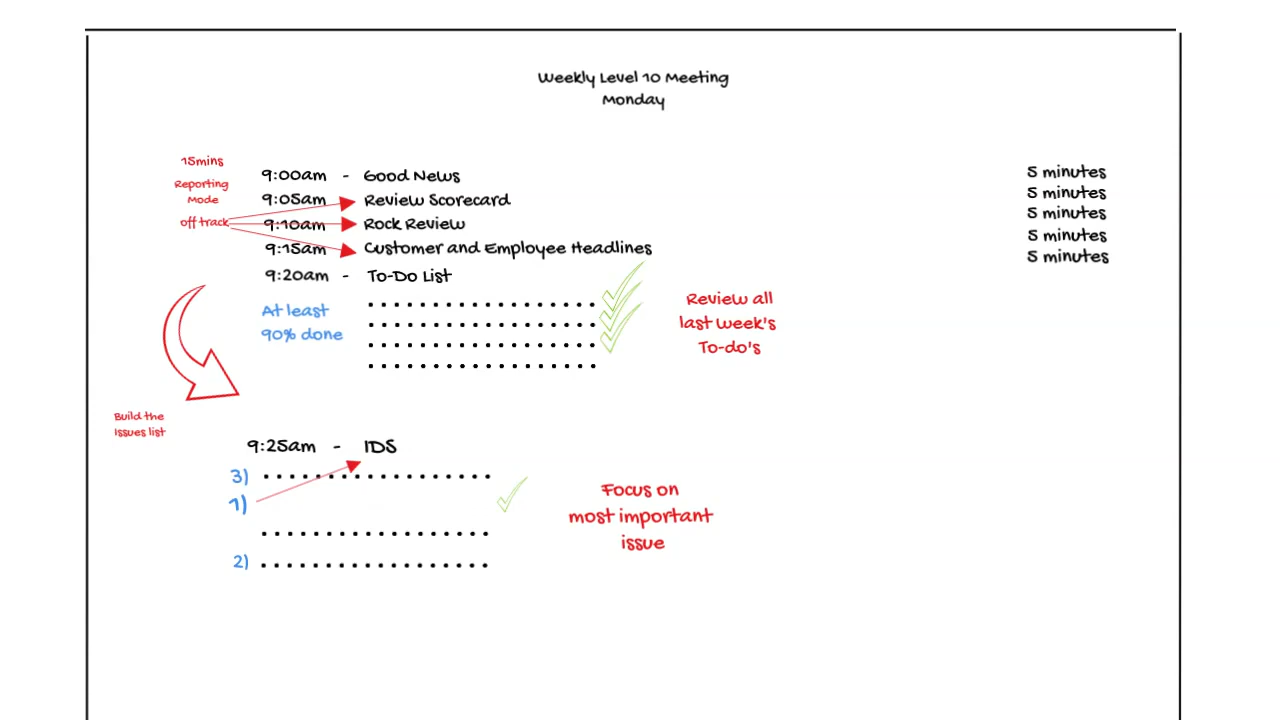 Weekly Level 10 Meeting
Monday
15mins
Reporting
Mode
off track
9:00am - Good News 5 minutes
9:05am Review Scorecard 5 minutes
9:10am Rock Review 5 minutes
9:15am Customer and Employee Headlines 5 minutes
9:20am - To-Do List 5 minutes
At least
90% done
Review all
last week's
To-do's
Build the
Issues list
9:25am - IDS
3)
1)
2)
Focus on
most important
issue